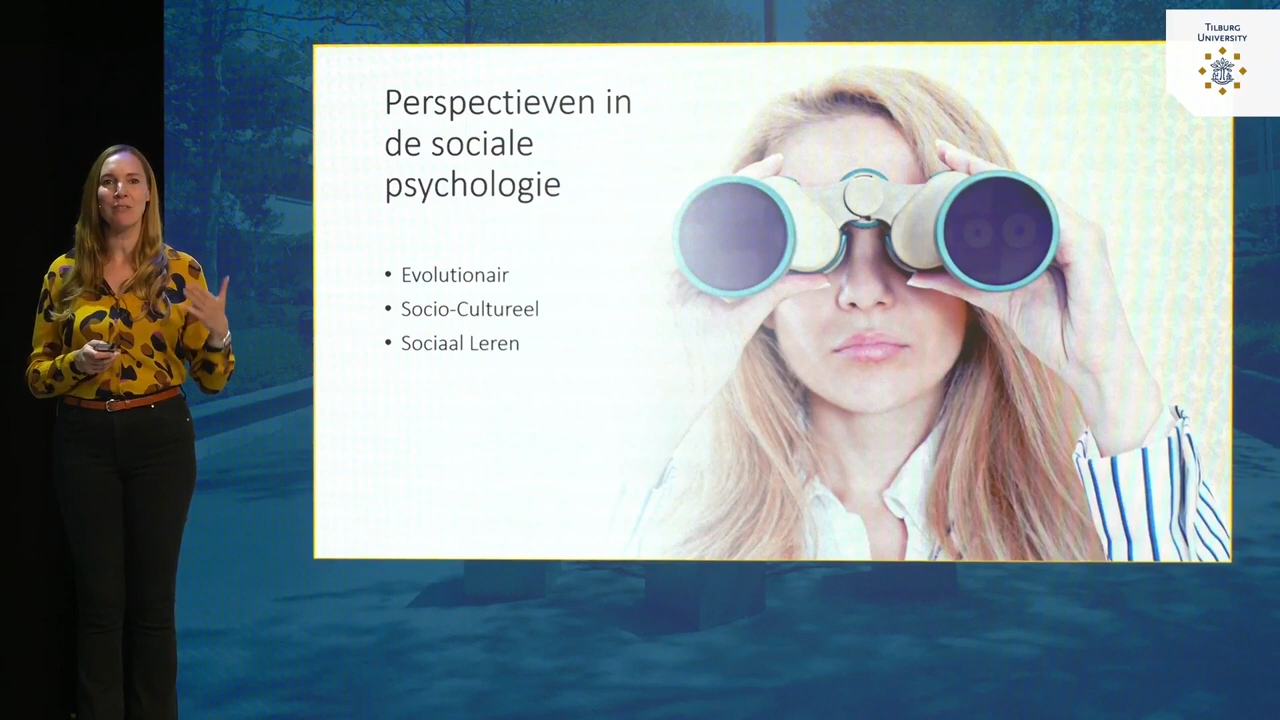 Perspectieven in
de sociale
psychologie
• Evolutionair
• Socio-Cultureel
• Sociaal Leren
TILBURG
UNIVERSITY